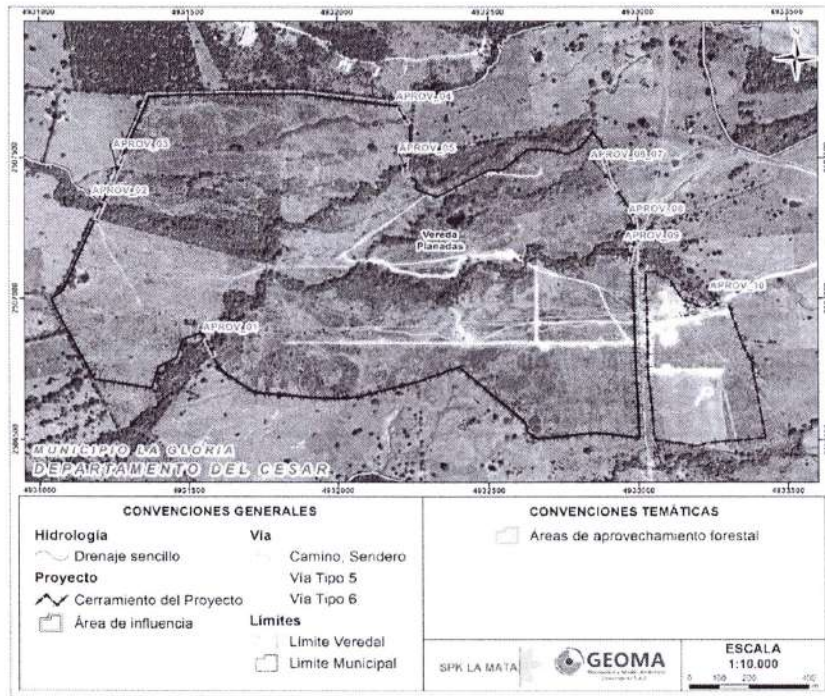 4931000 4931500 4932000 4932500 4933000 4933500
APROV_04
APROV_03
APROV_05
APROV_06_07
2507500
APROV_02
APROV_08
Vereda
Planadas
APROV_09
APROV_10
2507000
APROV_01
2506500
MUNICIPIO LA GLORIA
DEPARTAMENTO DEL CESAR
4931000 4931500 4932000 4932500 4933000 4933500
CONVENCIONES GENERALES
Hidrología
Drenaje sencillo
Proyecto
Cerramiento del Proyecto
Área de influencia
Vía
Camino, Sendero
Vía Tipo 5
Vía Tipo 6
Límites
Límite Veredal
Límite Municipal
CONVENCIONES TEMÁTICAS
Áreas de aprovechamiento forestal
SPK LA MATA
GEOMA
ESCALA
1:10.000
0 100 200 400
m